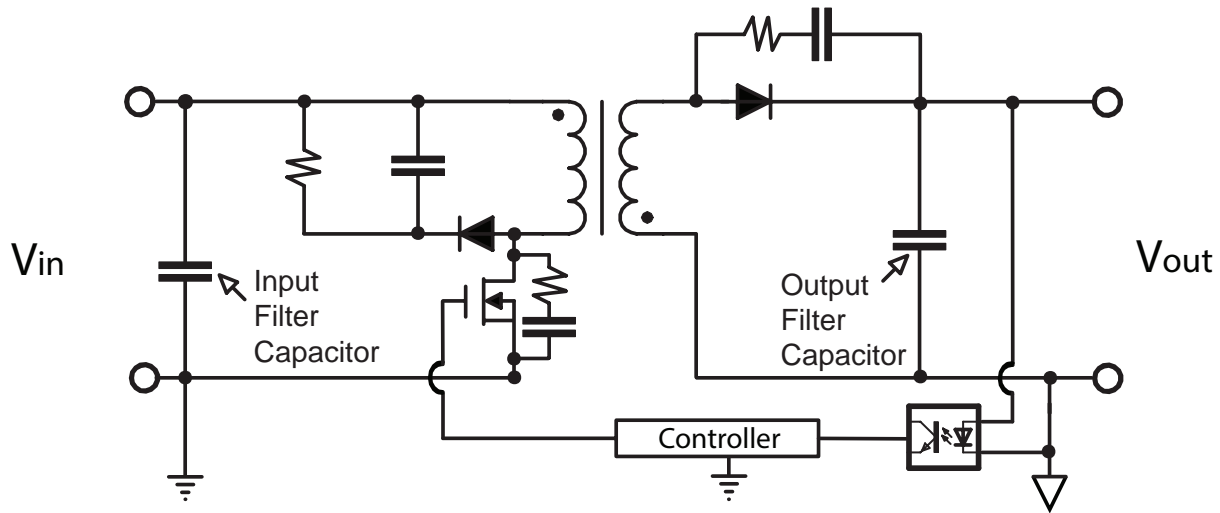 Vin
Input
Filter
Capacitor
Output
Filter
Capacitor
Vout
Controller